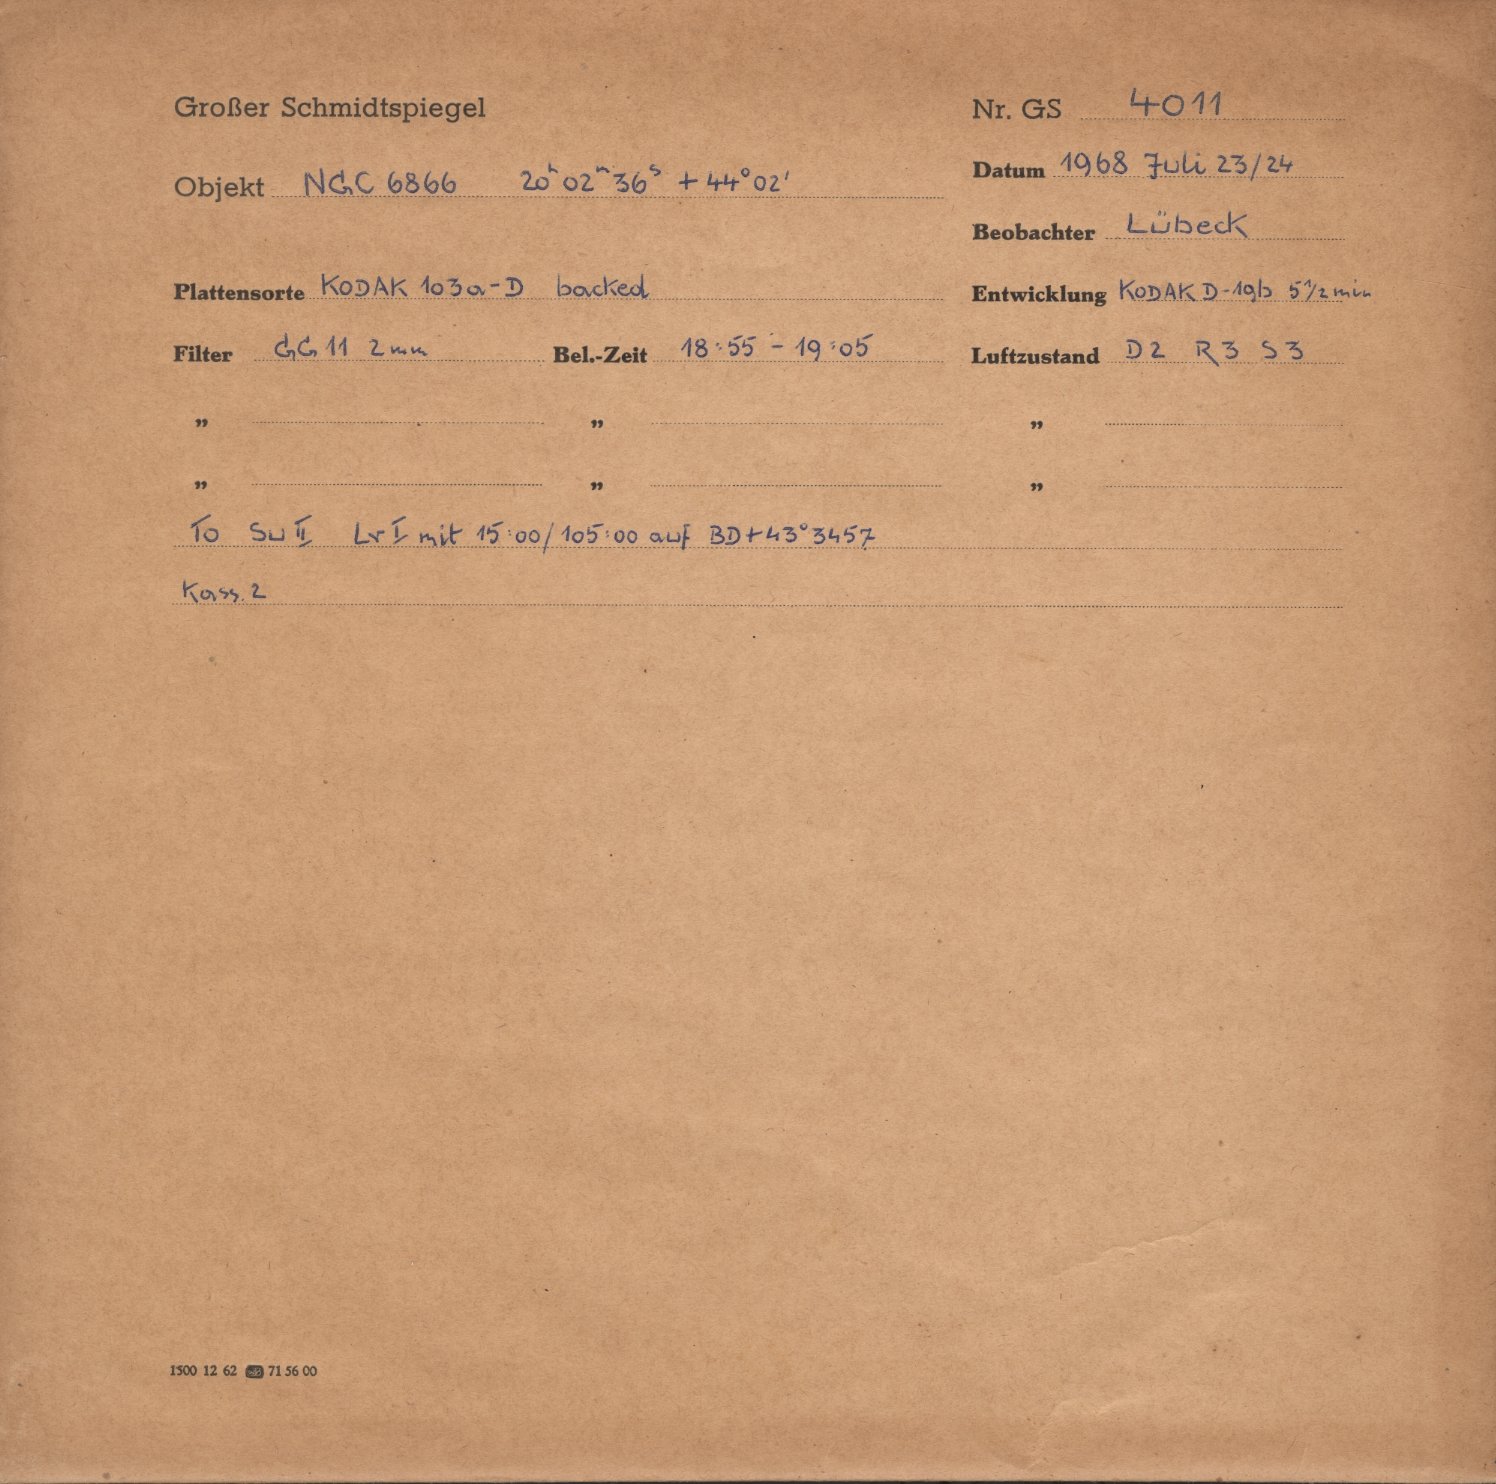 Großer Schmidtspiegel Nr. GS 4011
Objekt NGC 6866 20ʰ02ᵐ36ˢ +44°02' Datum 1968 Juli 23/24
Beobachter Lübeck
Plattensorte KODAK 103a-D backed Entwicklung KODAK D-19b 5 1/2 min
Filter GG 11 2mm Bel.-Zeit 18:55 - 19:05 Luftzustand D2 R3 S3
„ „ „
„ „ „
To Su II Lr I mit 15:00/105:00 auf BD+43°3457
Kass. 2
1500 12 62 71 56 00